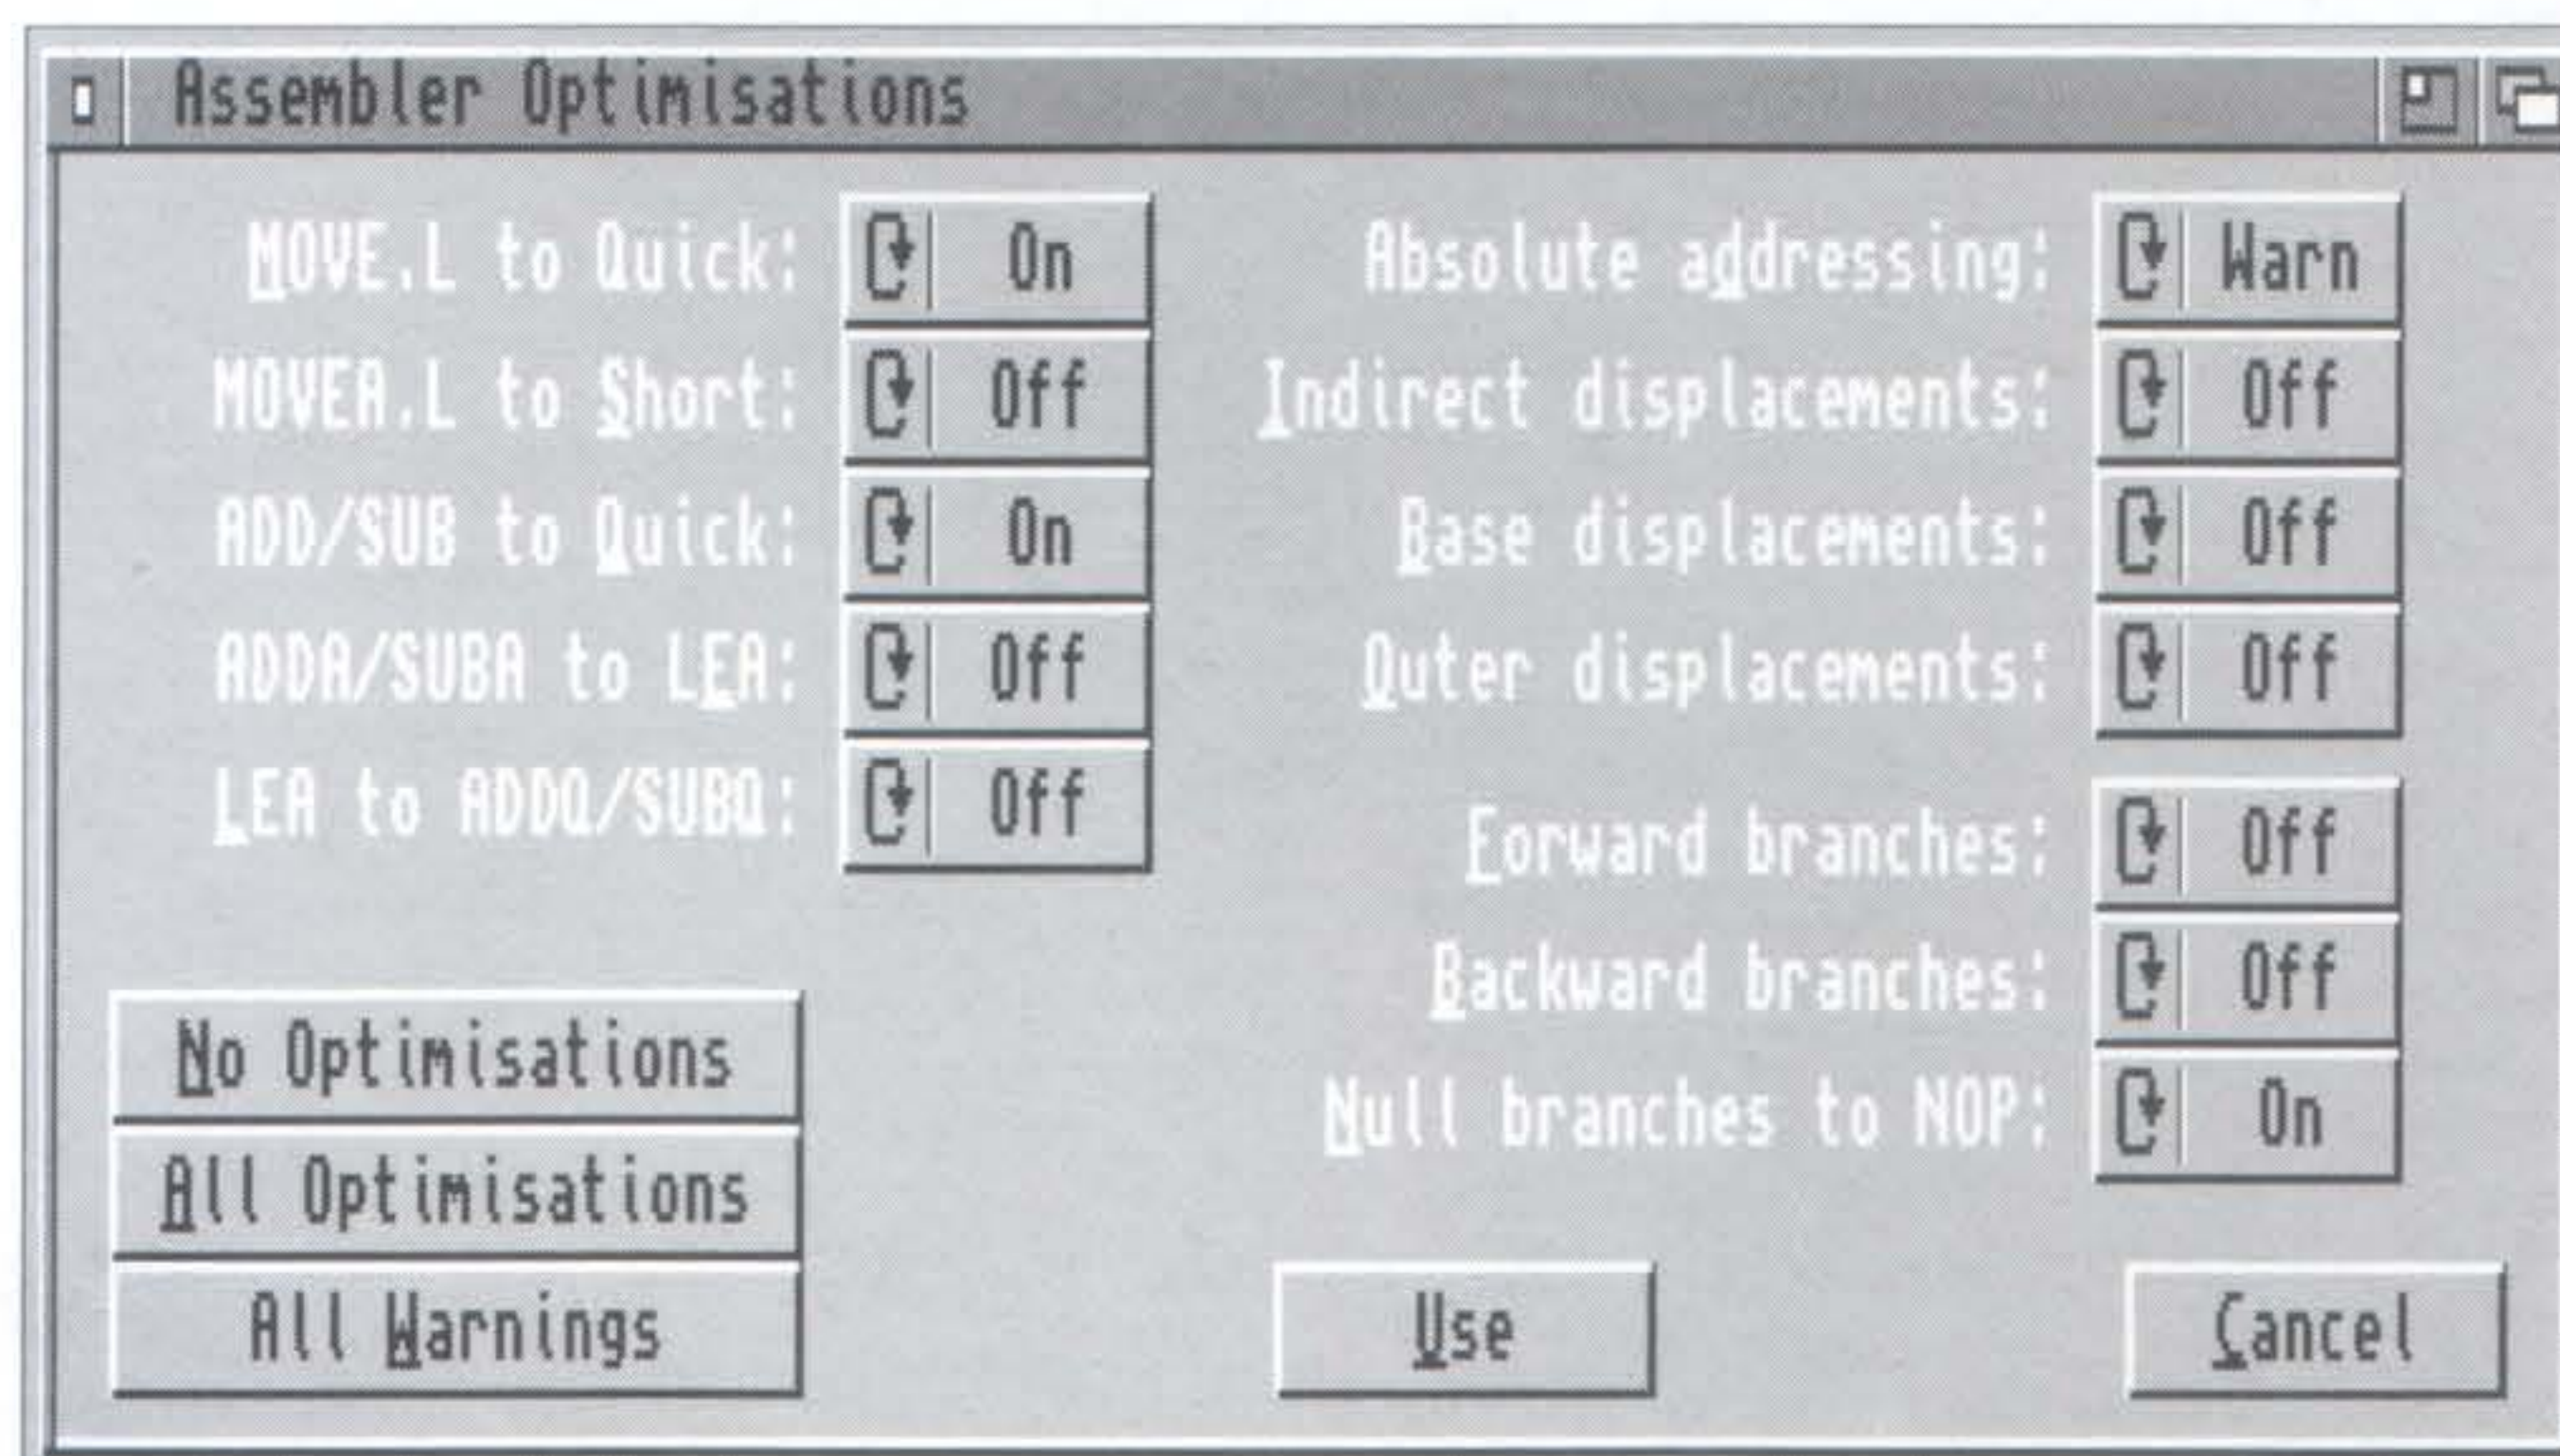 Assembler Optimisations
MOVE.L to Quick: On
MOVEA.L to Short: Off
ADD/SUB to Quick: On
ADDA/SUBA to LEA: Off
LEA to ADDQ/SUBQ: Off
No Optimisations
All Optimisations
All Warnings
Absolute addressing: Warn
Indirect displacements: Off
Base displacements: Off
Outer displacements: Off
Forward branches: Off
Backward branches: Off
Null branches to NOP: On
Use
Cancel